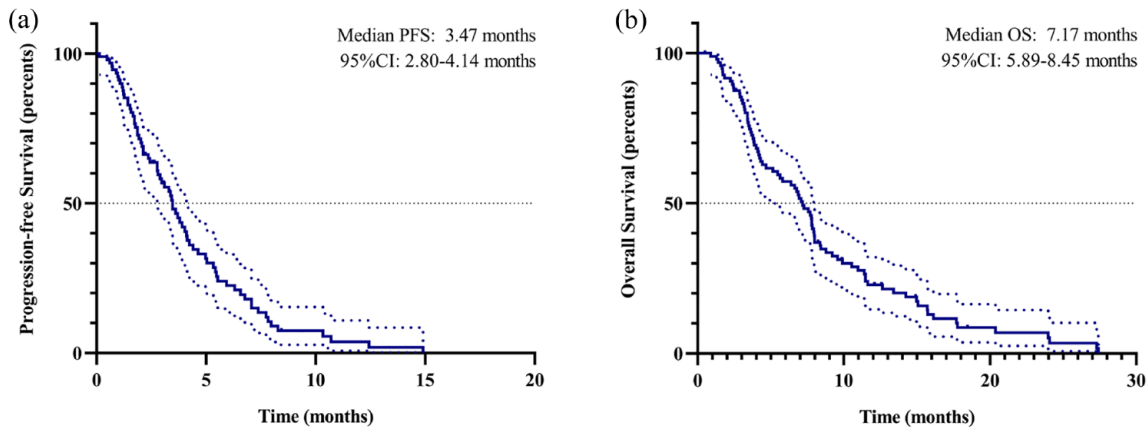 (a)
Median PFS: 3.47 months
95%CI: 2.80-4.14 months
Progression-free Survival (percents)
100
50
0
0 5 10 15 20
Time (months)
(b)
Median OS: 7.17 months
95%CI: 5.89-8.45 months
Overall Survival (percents)
100
50
0
0 10 20 30
Time (months)